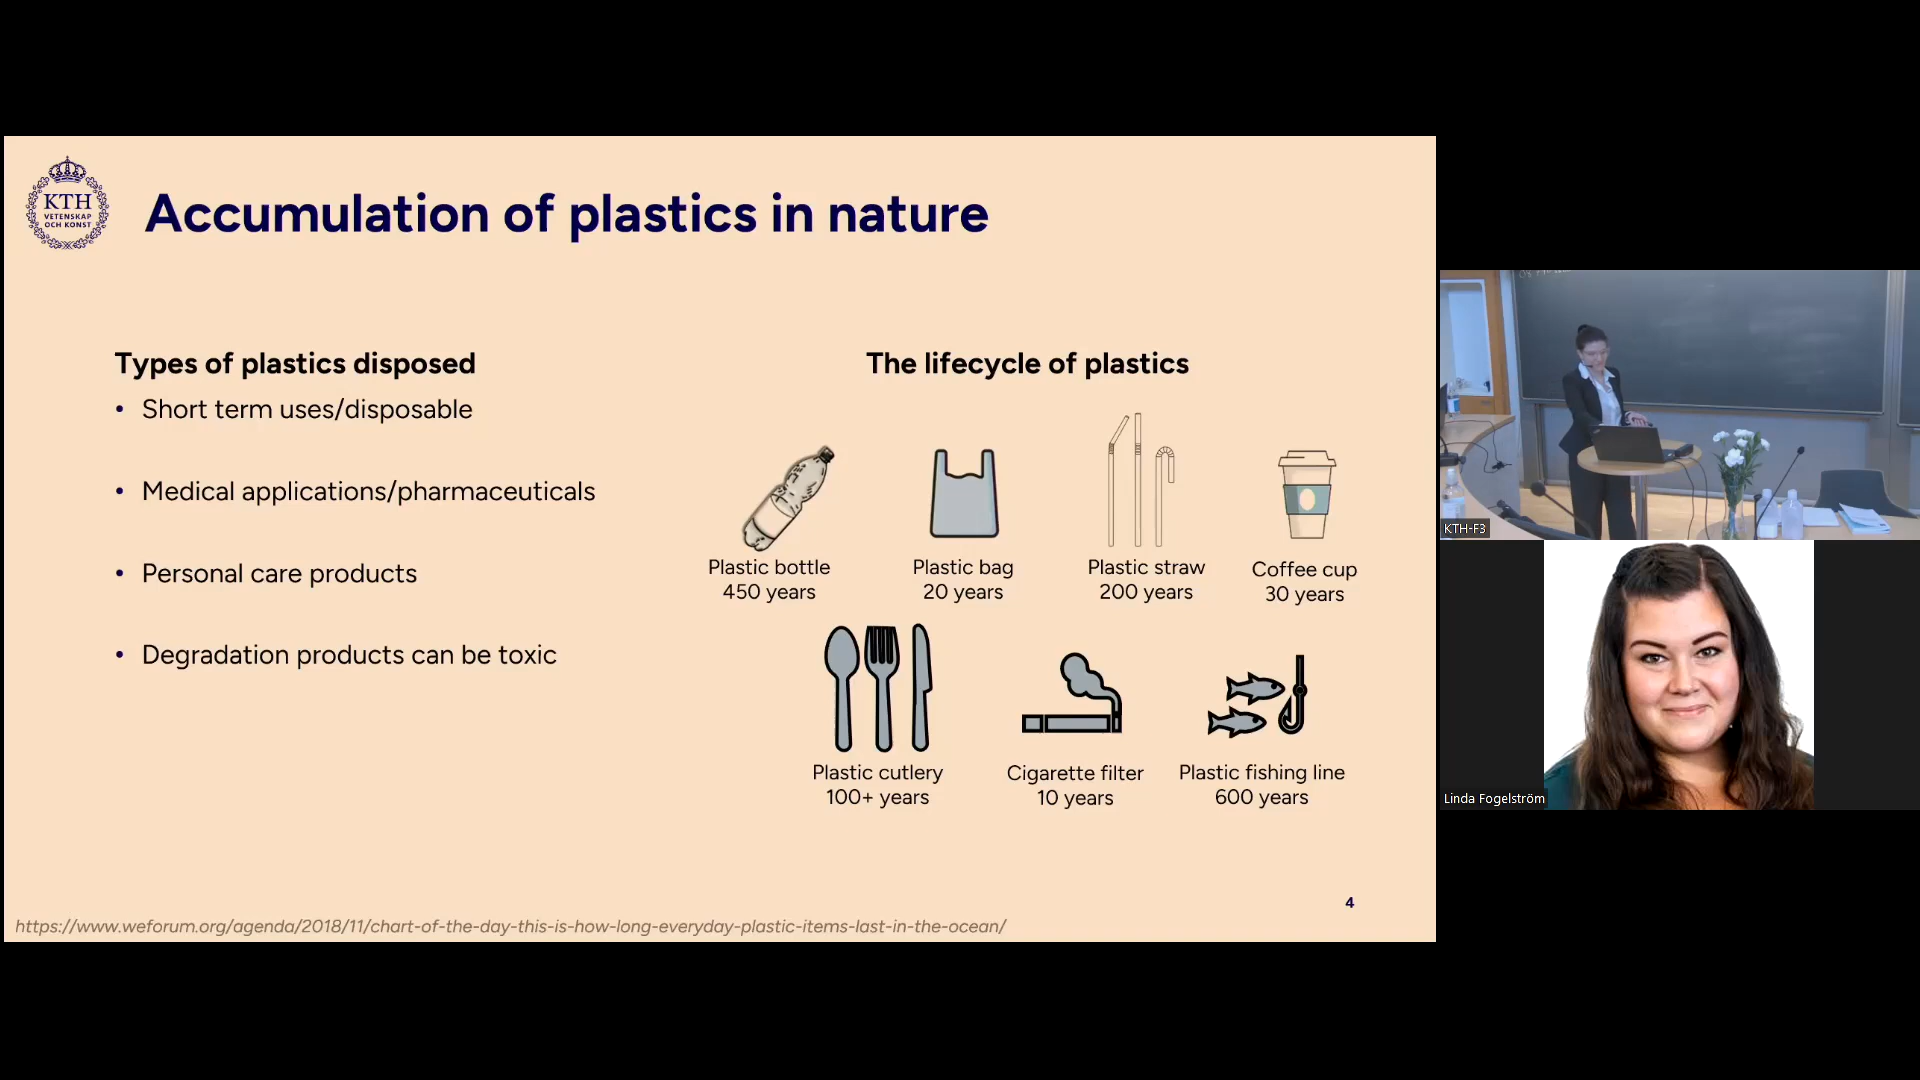 KTH
VETENSKAP
OCH KONST
Accumulation of plastics in nature
Types of plastics disposed
• Short term uses/disposable
• Medical applications/pharmaceuticals
• Personal care products
• Degradation products can be toxic
The lifecycle of plastics
Plastic bottle
450 years
Plastic bag
20 years
Plastic straw
200 years
Coffee cup
30 years
Plastic cutlery
100+ years
Cigarette filter
10 years
Plastic fishing line
600 years
4
https://www.weforum.org/agenda/2018/11/chart-of-the-day-this-is-how-long-everyday-plastic-items-last-in-the-ocean/
KTH-F3
Linda Fogelström